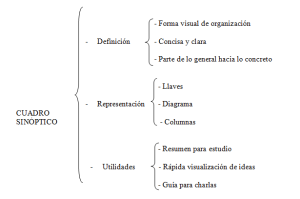 - Forma visual de organización
- Definición
- Concisa y clara
- Parte de lo general hacia lo concreto
- Llaves
- Representación
- Diagrama
- Columnas
CUADRO
SINOPTICO
- Resumen para estudio
- Utilidades
- Rápida visualización de ideas
- Guía para charlas